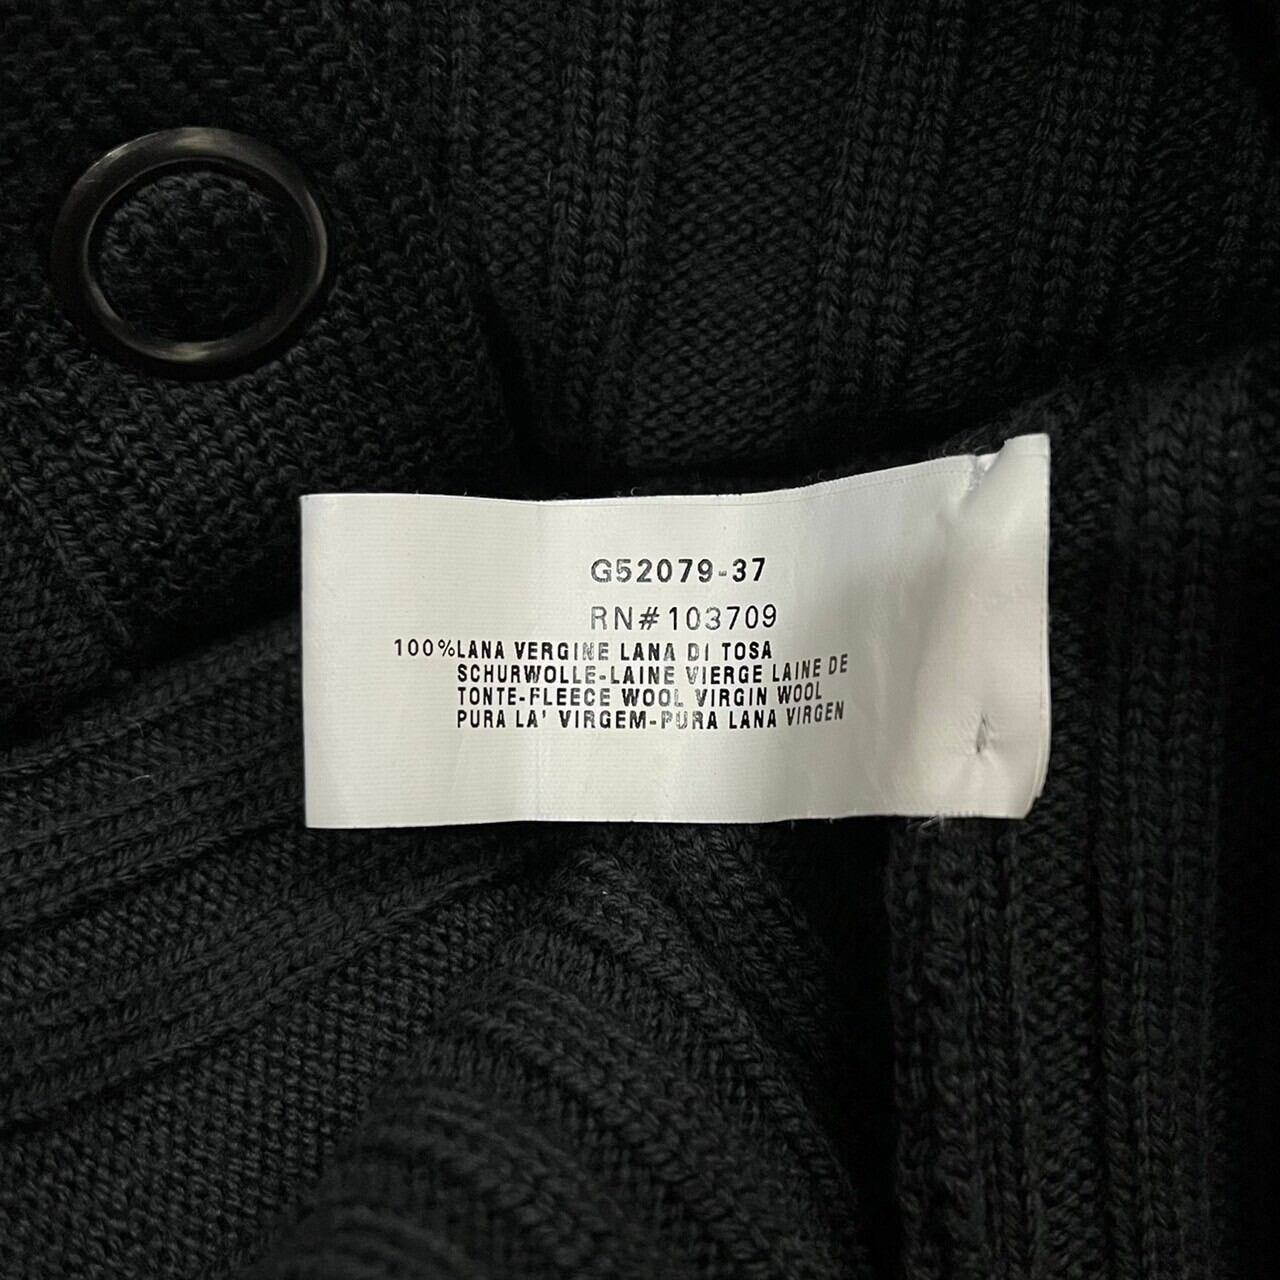 G52079-37
RN#103709
100%LANA VERGINE LANA DI TOSA
SCHURWOLLE-LAINE VIERGE LAINE DE
TONTE-FLEECE WOOL VIRGIN WOOL
PURA LA' VIRGEM-PURA LANA VIRGEN